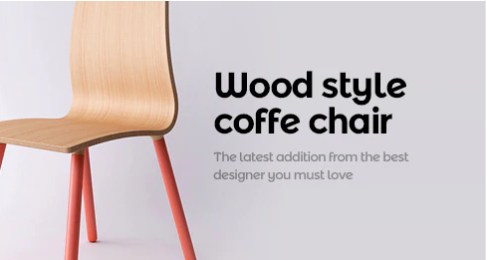 Wood style
coffe chair
The latest addition from the best
designer you must love